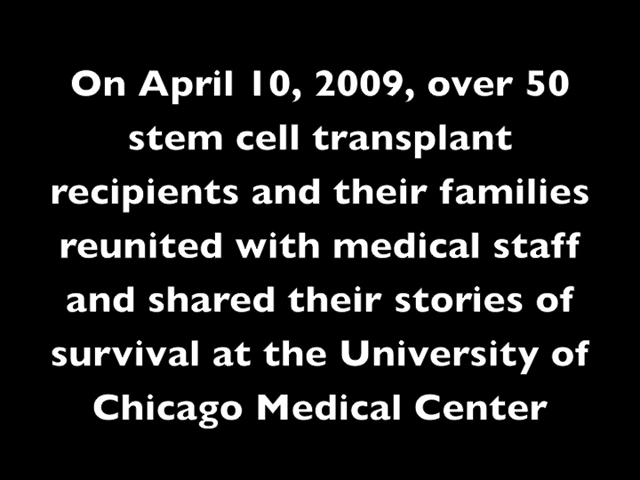 On April 10, 2009, over 50
stem cell transplant
recipients and their families
reunited with medical staff
and shared their stories of
survival at the University of
Chicago Medical Center